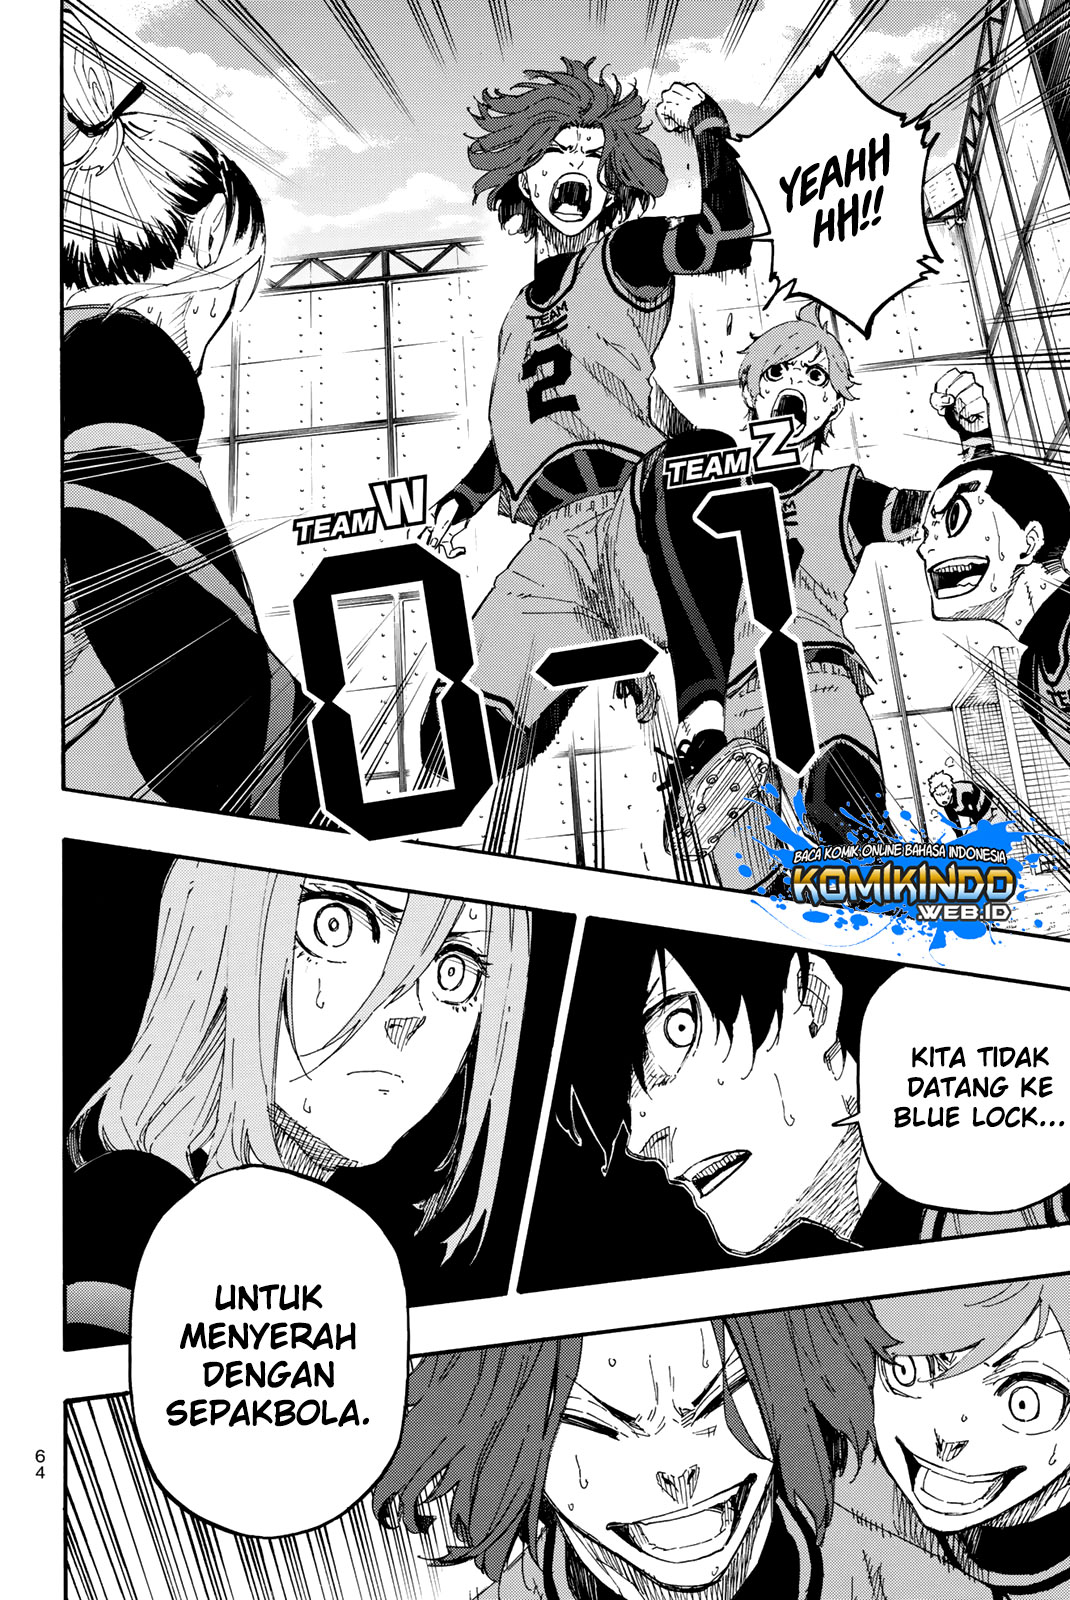 YEAHH
HH!!
TEAM
2
TEAM W
TEAM Z
0-1
BACA KOMIK ONLINE BAHASA INDONESIA
KOMIKINDO
WEB.ID
KITA TIDAK
DATANG KE
BLUE LOCK...
UNTUK
MENYERAH
DENGAN
SEPAKBOLA.
64